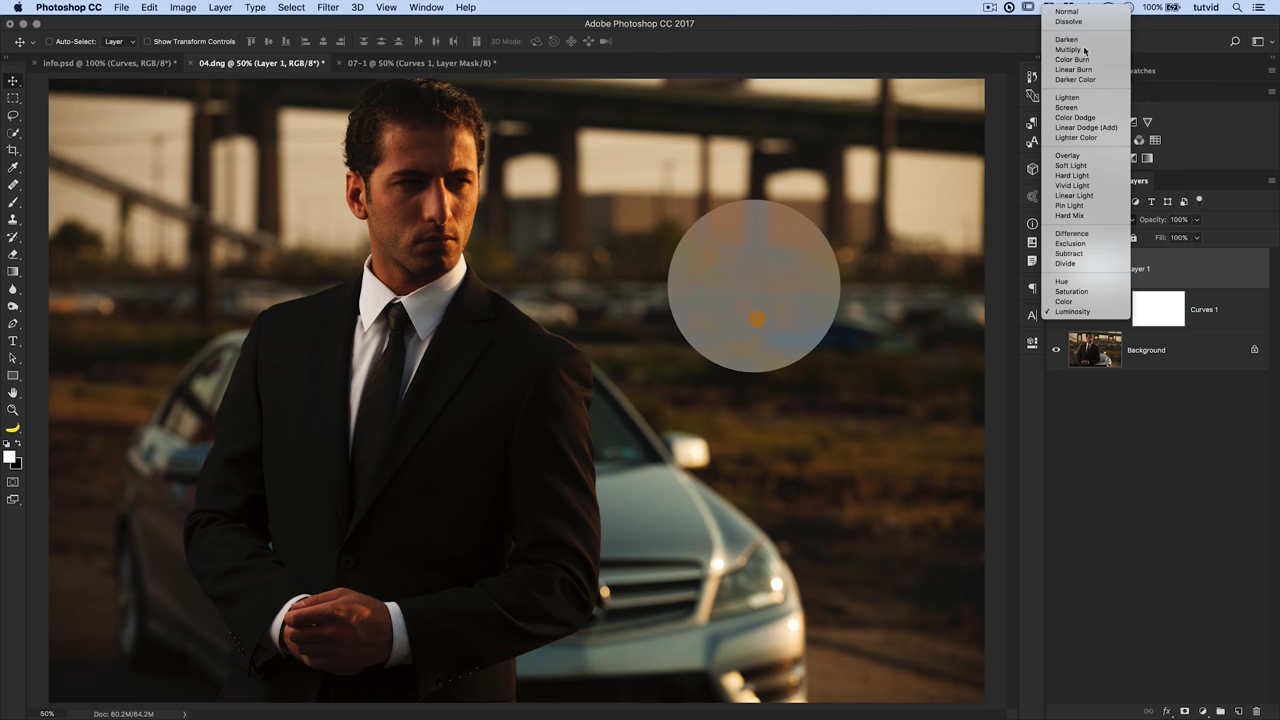 Photoshop CC File Edit Image Layer Type Select Filter 3D View Window Help 100% tutvid
Adobe Photoshop CC 2017
Auto-Select: Layer Show Transform Controls 3D Mode:
info.psd @ 100% (Curves, RGB/8*) * 04.dng @ 50% (Layer 1, RGB/8*) * 07-1 @ 50% (Curves 1, Layer Mask/8) *
Normal
Dissolve
Darken
Multiply
Color Burn
Linear Burn
Darker Color
Lighten
Screen
Color Dodge
Linear Dodge (Add)
Lighter Color
Overlay
Soft Light
Hard Light
Vivid Light
Linear Light
Pin Light
Hard Mix
Difference
Exclusion
Subtract
Divide
Hue
Saturation
Color
Luminosity
watches
ayers
Opacity: 100%
Fill: 100%
ayer 1
Curves 1
Background
50% Doc: 60.2M/64.2M